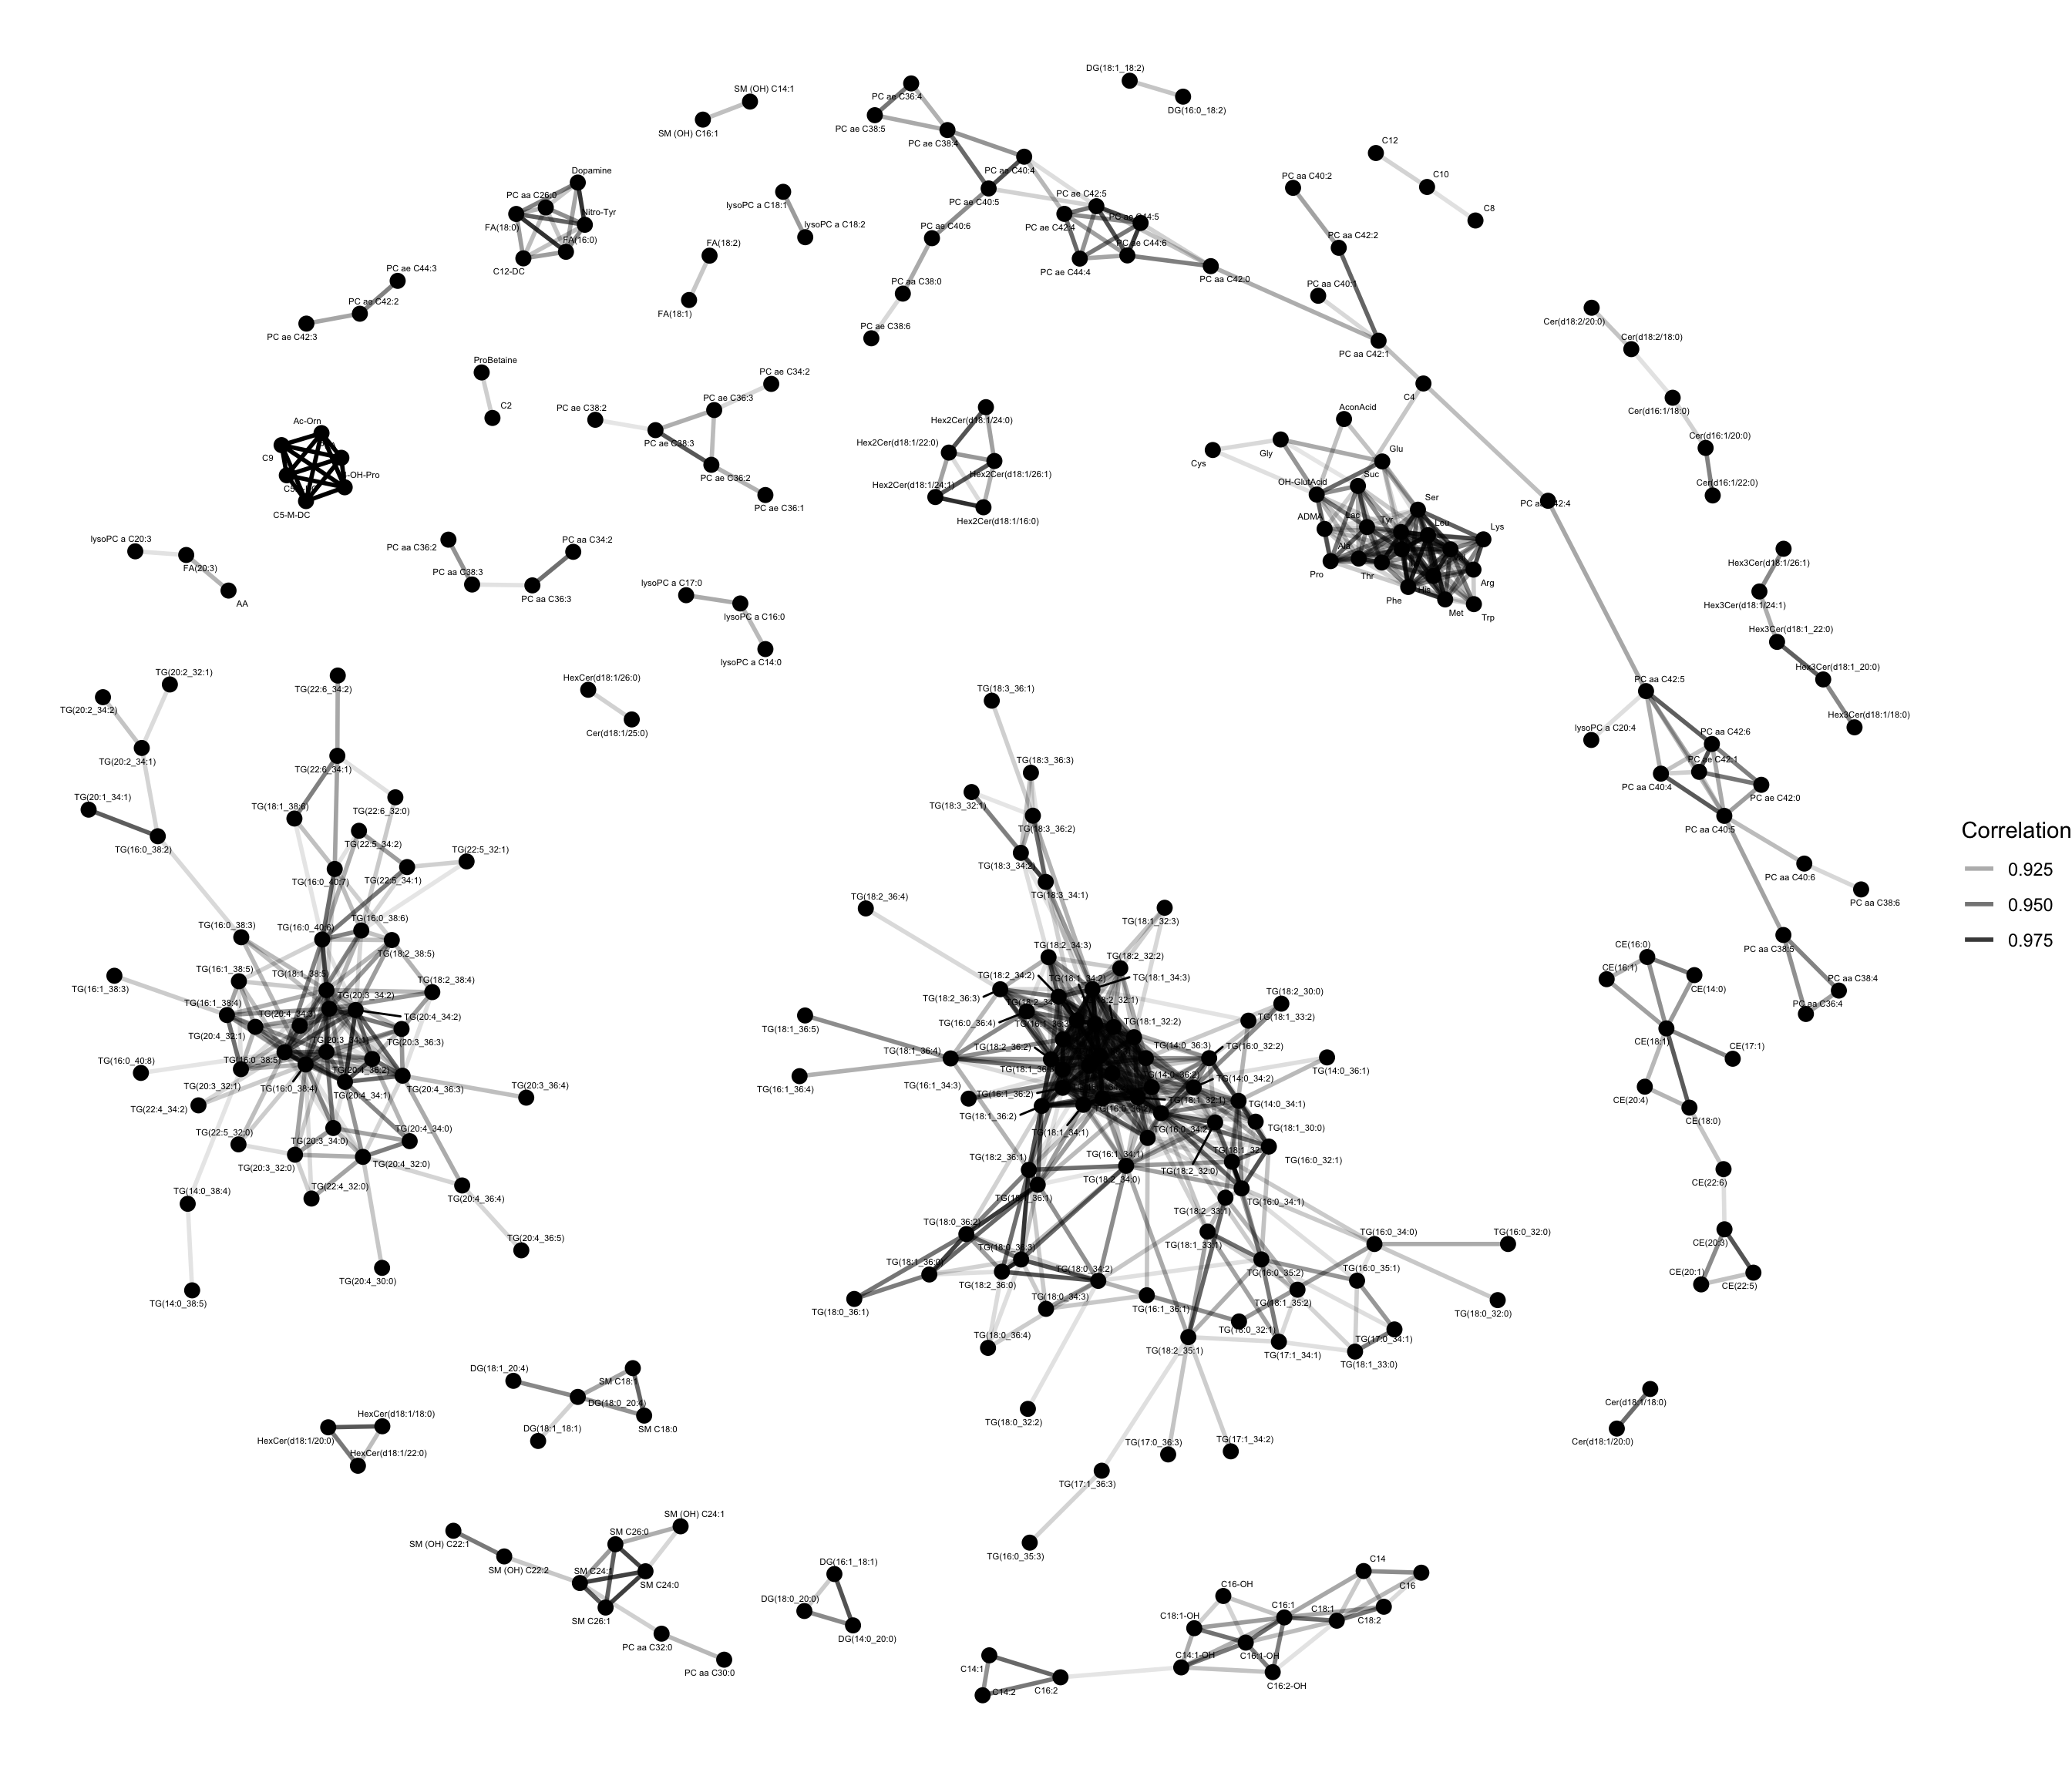 DG(18:1_18:2)
SM (OH) C14:1
PC ae C36:4
DG(16:0_18:2)
PC ae C38:5
SM (OH) C16:1
C12
PC ae C38:4
Dopamine
PC ae C40:4
C10
PC aa C40:2
PC aa C26:0
PC ae C42:5
PC ae C40:5
lysoPC a C18:1
C8
Nitro-Tyr
PC ae C44:5
FA(18:0)
PC ae C42:4
PC ae C40:6
lysoPC a C18:2
PC aa C42:2
FA(16:0)
FA(18:2)
PC ae C44:6
PC ae C44:3
C12-DC
PC ae C44:4
PC aa C42:0
PC aa C38:0
PC aa C40:1
PC ae C42:2
FA(18:1)
Cer(d18:2/20:0)
PC ae C38:6
PC ae C42:3
Cer(d18:2/18:0)
PC aa C42:1
ProBetaine
PC ae C34:2
C4
C2
PC ae C38:2
PC ae C36:3
AconAcid
Cer(d16:1/18:0)
Hex2Cer(d18:1/24:0)
Ac-Orn
Cer(d16:1/20:0)
PC ae C38:3
Hex2Cer(d18:1/22:0)
Glu
Gly
C9
Cys
Suc
Hex2Cer(d18:1/26:1)
PC ae C36:2
OH-GlutAcid
Cer(d16:1/22:0)
Hex2Cer(d18:1/24:1)
Ser
PC aa C42:4
PC ae C36:1
C5-M-DC
ADMA
Lac
Tyr
Leu
Lys
Hex2Cer(d18:1/16:0)
lysoPC a C20:3
PC aa C34:2
PC aa C36:2
Ala
FA(20:3)
PC aa C38:3
Pro
Thr
Hex3Cer(d18:1/26:1)
lysoPC a C17:0
Arg
AA
PC aa C36:3
Phe
Met
Trp
Hex3Cer(d18:1/24:1)
lysoPC a C16:0
Hex3Cer(d18:1_22:0)
lysoPC a C14:0
Hex3Cer(d18:1_20:0)
TG(20:2_32:1)
HexCer(d18:1/26:0)
PC aa C42:5
TG(22:6_34:2)
TG(18:3_36:1)
TG(20:2_34:2)
Hex3Cer(d18:1/18:0)
Cer(d18:1/25:0)
lysoPC a C20:4
PC aa C42:6
TG(20:2_34:1)
TG(22:6_34:1)
TG(18:3_36:3)
PC ae C42:1
PC aa C40:4
PC ae C42:0
TG(20:1_34:1)
TG(18:1_38:6)
TG(22:6_32:0)
TG(18:3_32:1)
TG(18:3_36:2)
PC aa C40:5
Correlation
TG(16:0_38:2)
TG(22:5_34:2)
TG(22:5_32:1)
TG(18:3_34:2)
0.925
TG(16:0_40:7)
TG(22:5_34:1)
PC aa C40:6
TG(18:3_34:1)
TG(18:2_36:4)
PC aa C38:6
0.950
TG(16:0_38:3)
TG(16:0_40:6)
TG(16:0_38:6)
TG(18:1_32:3)
0.975
TG(18:2_38:5)
TG(18:2_34:3)
TG(18:2_32:2)
CE(16:0)
PC aa C38:5
TG(16:1_38:5)
TG(18:1_38:5)
TG(18:2_38:4)
TG(18:2_34:2)
TG(18:1_34:2)
TG(18:1_34:3)
CE(16:1)
CE(14:0)
PC aa C38:4
TG(16:1_38:3)
TG(16:1_38:4)
TG(20:3_34:2)
TG(18:2_36:3)
TG(18:2_32:1)
TG(18:2_30:0)
PC aa C36:4
TG(20:4_34:2)
TG(16:0_36:4)
TG(18:1_32:2)
TG(18:1_33:2)
TG(18:1_36:5)
TG(20:4_32:1)
TG(20:3_36:3)
CE(18:1)
TG(18:1_36:4)
TG(18:2_36:2)
TG(14:0_36:3)
TG(16:0_32:2)
CE(17:1)
TG(16:0_40:8)
TG(16:0_38:5)
TG(20:4_36:2)
TG(14:0_36:1)
TG(20:3_32:1)
TG(16:0_38:4)
TG(20:4_36:3)
TG(20:3_36:4)
TG(16:1_36:4)
TG(16:1_34:3)
TG(16:1_36:2)
TG(14:0_34:2)
TG(22:4_34:2)
TG(20:4_34:1)
TG(18:1_36:2)
TG(18:1_32:1)
TG(14:0_34:1)
CE(20:4)
TG(18:1_34:1)
TG(18:1_30:0)
CE(18:0)
TG(22:5_32:0)
TG(20:3_34:0)
TG(20:4_34:0)
TG(16:0_34:2)
TG(20:3_32:0)
TG(20:4_32:0)
TG(18:2_36:1)
TG(16:1_34:1)
TG(18:2_32:0)
TG(16:0_32:1)
TG(14:0_38:4)
TG(22:4_32:0)
TG(20:4_36:4)
TG(18:2_34:0)
CE(22:6)
TG(16:0_34:1)
TG(18:2_33:1)
TG(18:0_36:2)
TG(20:4_36:5)
TG(18:0_36:3)
TG(18:1_33:1)
TG(16:0_34:0)
TG(16:0_32:0)
CE(20:3)
TG(20:4_30:0)
TG(18:1_36:0)
TG(18:2_36:0)
TG(18:0_34:2)
TG(16:0_35:2)
TG(16:0_35:1)
CE(20:1)
CE(22:5)
TG(14:0_38:5)
TG(18:0_36:1)
TG(18:0_34:3)
TG(16:1_36:1)
TG(18:1_35:2)
TG(18:0_32:0)
TG(18:0_36:4)
TG(18:2_35:1)
TG(17:1_34:1)
TG(17:0_34:1)
TG(18:1_33:0)
DG(18:1_20:4)
SM C18:1
DG(18:0_20:4)
HexCer(d18:1/18:0)
DG(18:1_18:1)
SM C18:0
TG(18:0_32:2)
Cer(d18:1/18:0)
HexCer(d18:1/20:0)
HexCer(d18:1/22:0)
TG(17:0_36:3)
TG(17:1_34:2)
Cer(d18:1/20:0)
TG(17:1_36:3)
SM (OH) C24:1
SM (OH) C22:1
SM C26:0
TG(16:0_35:3)
SM (OH) C22:2
SM C24:1
SM C24:0
DG(16:1_18:1)
C14
C16
C16-OH
DG(18:0_20:0)
SM C26:1
C18:1-OH
C16:1
C18:1
C18:2
DG(14:0_20:0)
PC aa C32:0
C14:1-OH
C16:1-OH
C14:1
PC aa C30:0
C14:2
C16:2
C16:2-OH